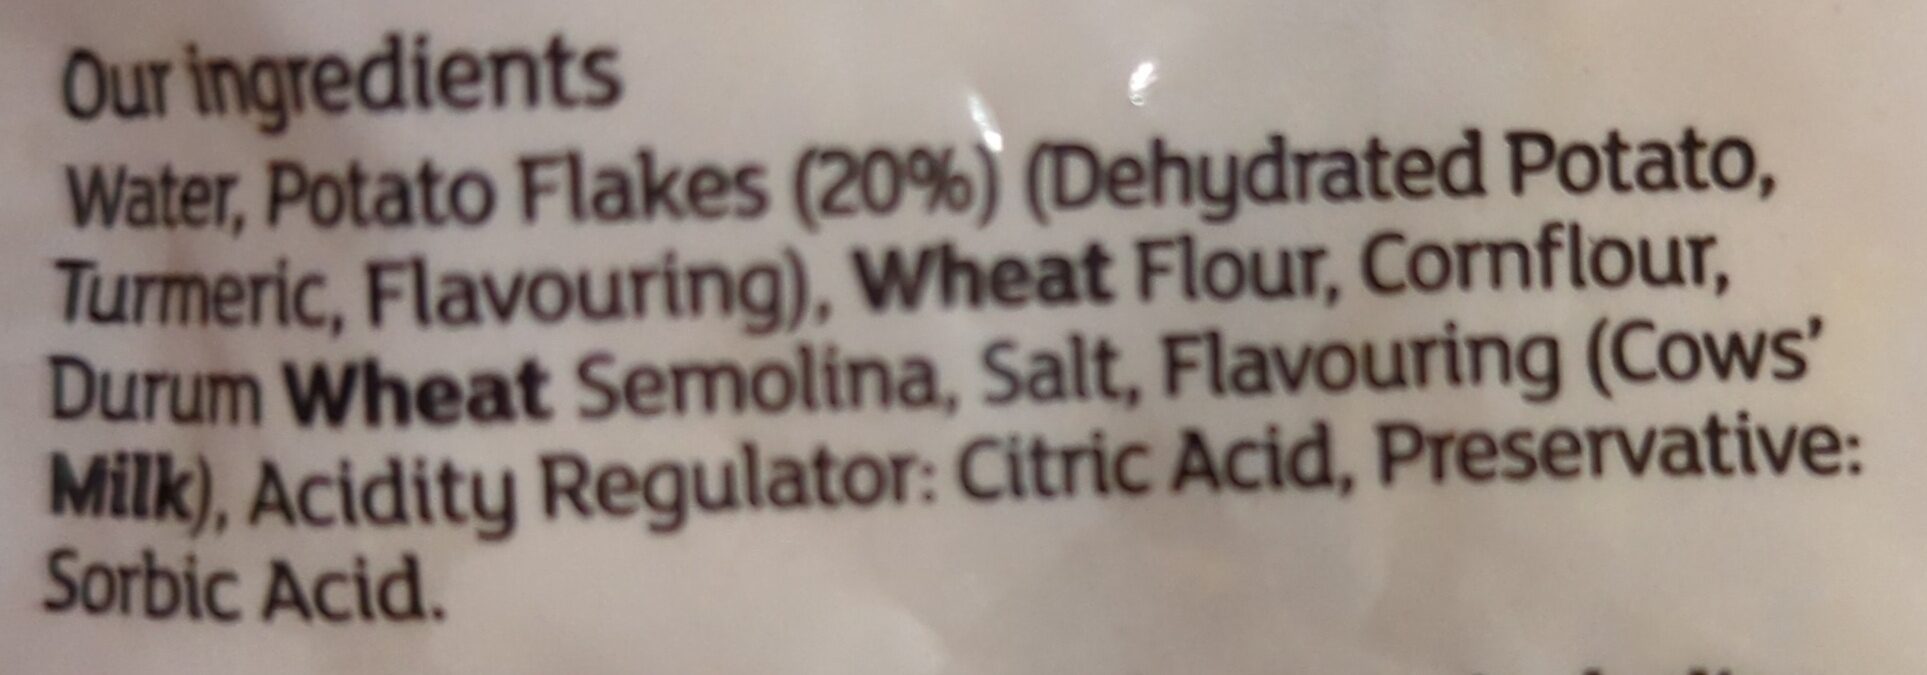 Our ingredients
Water, Potato Flakes (20%) (Dehydrated Potato,
Turmeric, Flavouring), Wheat Flour, Cornflour,
Durum Wheat Semolina, Salt, Flavouring (Cows’
Milk), Acidity Regulator: Citric Acid, Preservative:
Sorbic Acid.